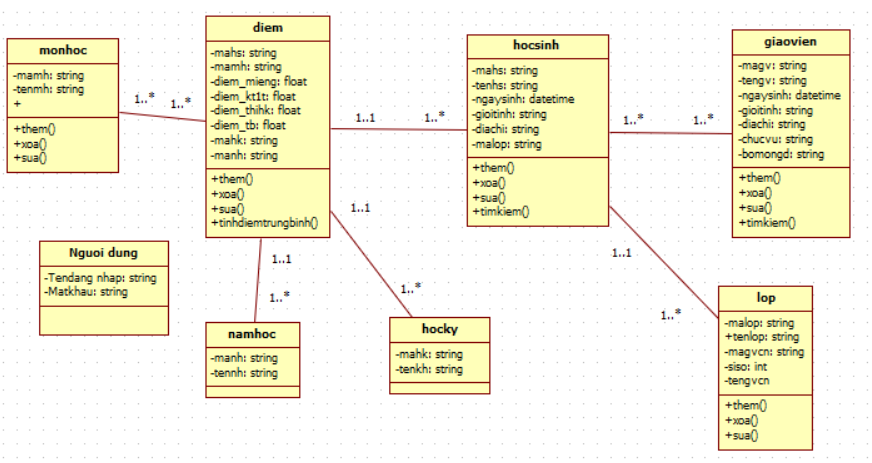 monhoc
-mamh: string
-tenmh: string
+
+them()
+xoa()
+sua()
1..*
1..*
diem
-mahs: string
-mamh: string
-diem_mieng: float
-diem_kt1t: float
-diem_thihk: float
-diem_tb: float
-mahk: string
-manh: string
+them()
+xoa()
+sua()
+tinhdiemtrungbinh()
1..1
1..*
hocsinh
-mahs: string
-tenhs: string
-ngaysinh: datetime
-gioitinh: string
-diachi: string
-malop: string
+them()
+xoa()
+sua()
+timkiem()
1..*
1..*
giaovien
-magv: string
-tengv: string
-ngaysinh: datetime
-gioitinh: string
-diachi: string
-chucvu: string
-bomongd: string
+them()
+xoa()
+sua()
+timkiem()
Nguoi dung
-Tendang nhap: string
-Matkhau: string
1..1
1..*
namhoc
-manh: string
-tennh: string
1..1
1..*
hocky
-mahk: string
-tenkh: string
1..1
1..*
lop
-malop: string
+tenlop: string
-magvcn: string
-siso: int
-tengvcn
+them()
+xoa()
+sua()